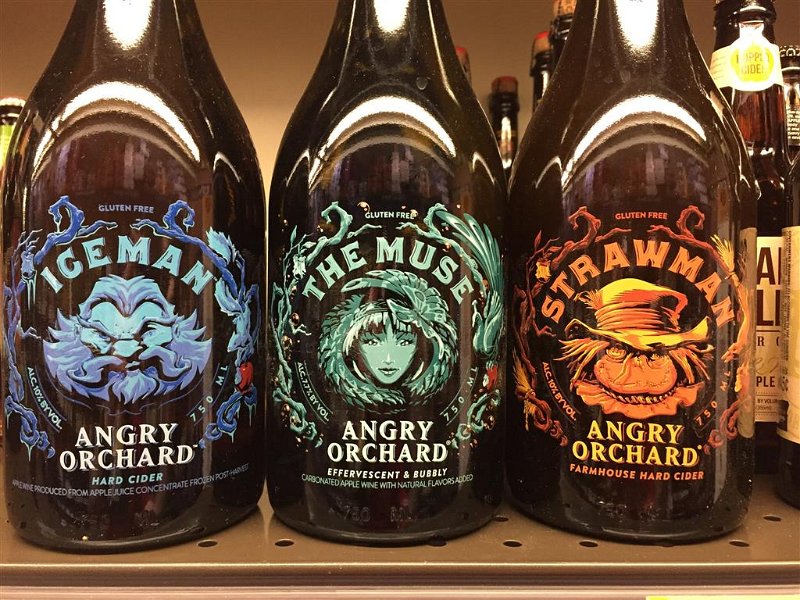 GLUTEN FREE
ICEMAN
ALC. 10% BY VOL.
750 ML
ANGRY
ORCHARD
HARD CIDER
APPLE WINE PRODUCED FROM APPLE JUICE CONCENTRATE FROZEN POST-HARVEST
GLUTEN FREE
THE MUSE
ALC. 7.7% BY VOL.
750 ML
ANGRY
ORCHARD
EFFERVESCENT & BUBBLY
CARBONATED APPLE WINE WITH NATURAL FLAVORS ADDED
750 ML
GLUTEN FREE
STRAWMAN
ALC. 10% BY VOL.
750 ML
ANGRY
ORCHARD®
FARMHOUSE HARD CIDER
CIDER